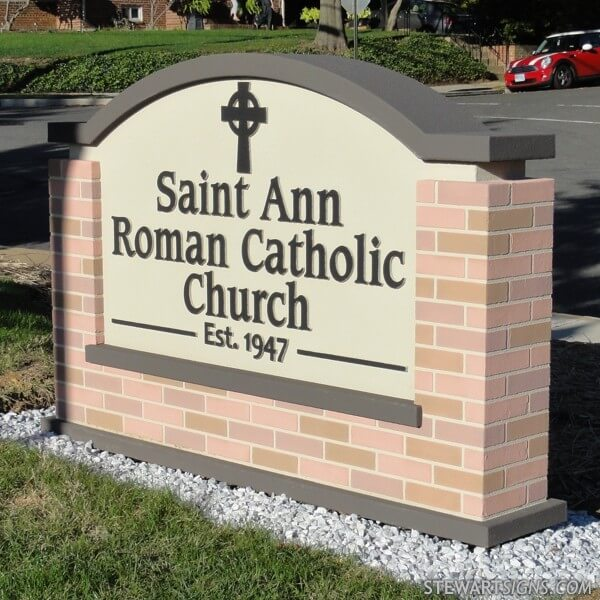 Saint Ann
Roman Catholic
Church
Est. 1947
STEWARTSIGNS.COM